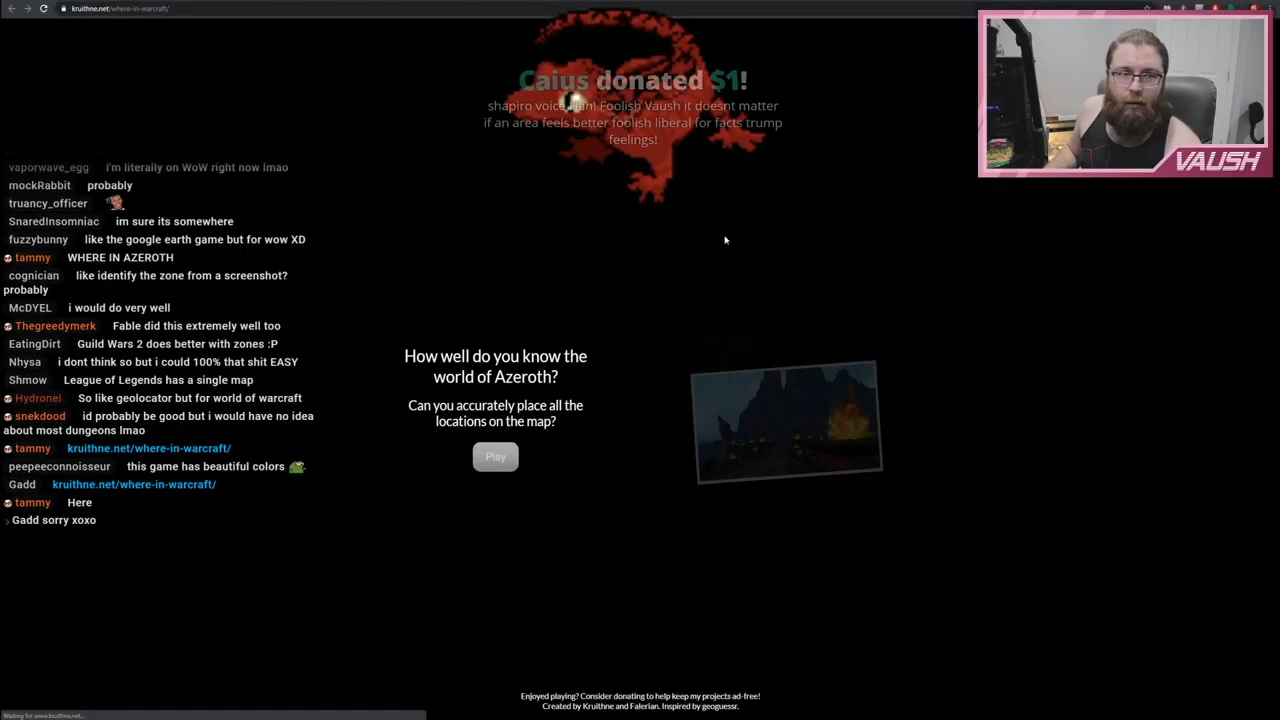 kruithne.net/where-in-warcraft/
Caius donated $1!
shapiro voice Hah! Foolish Vaush it doesnt matter
if an area feels better foolish liberal for facts trump
feelings!
VAUSH
vaporwave_egg I'm literally on WoW right now lmao
mockRabbit probably
truancy_officer
SnaredInsomniac im sure its somewhere
fuzzybunny like the google earth game but for wow XD
tammy WHERE IN AZEROTH
cognician like identify the zone from a screenshot?
probably
McDYEL i would do very well
Thegreedymerk Fable did this extremely well too
EatingDirt Guild Wars 2 does better with zones :P
Nhysa i dont think so but i could 100% that shit EASY
Shmow League of Legends has a single map
Hydronel So like geolocator but for world of warcraft
snekdood id probably be good but i would have no idea
about most dungeons lmao
tammy kruithne.net/where-in-warcraft/
peepeeconnoisseur this game has beautiful colors
Gadd kruithne.net/where-in-warcraft/
tammy Here
Gadd sorry xoxo
How well do you know the
world of Azeroth?
Can you accurately place all the
locations on the map?
Play
Enjoyed playing? Consider donating to help keep my projects ad-free!
Created by Kruithne and Falerian. Inspired by geoguessr.
Waiting for www.kruithne.net...